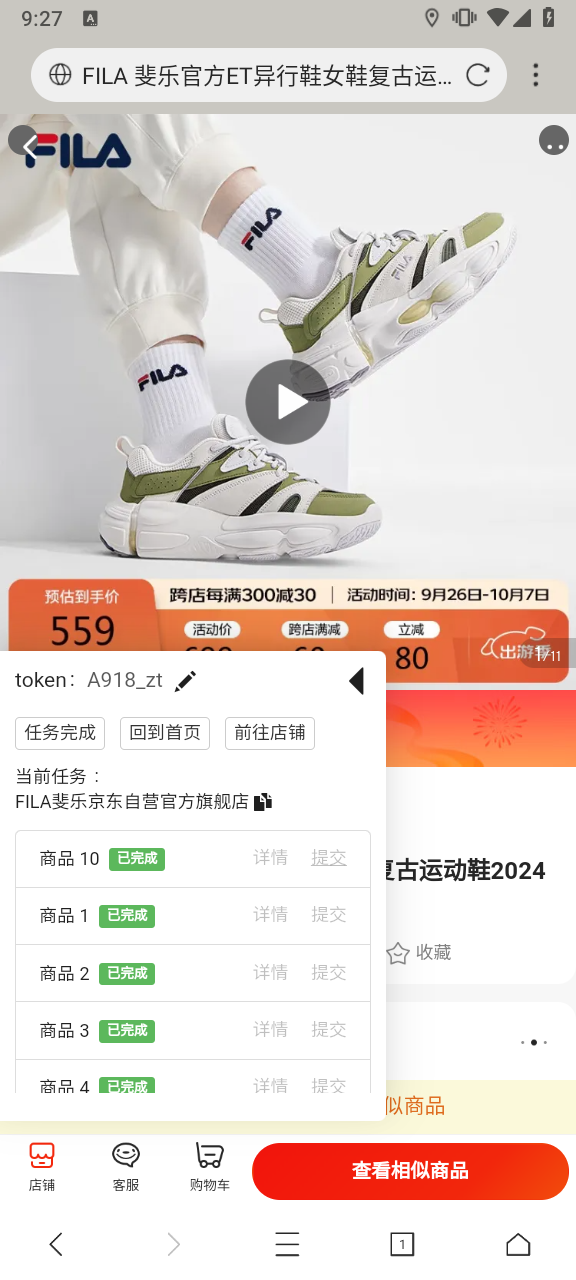 9:27
A
FILA 斐乐官方ET异行鞋女鞋复古运...
FILA
FILA
FILA
FILA
预估到手价
559
跨店每满300减30 | 活动时间：9月26日-10月7日
活动价
跨店满减
立减
80
出游季
1/11
token： A918_zt
任务完成
回到首页
前往店铺
当前任务：
FILA斐乐京东自营官方旗舰店
商品 10 已完成 详情 提交
商品 1 已完成 详情 提交
商品 2 已完成 详情 提交
商品 3 已完成 详情 提交
商品 4 已完成 详情 提交
复古运动鞋2024
收藏
似商品
店铺
客服
购物车
查看相似商品
1